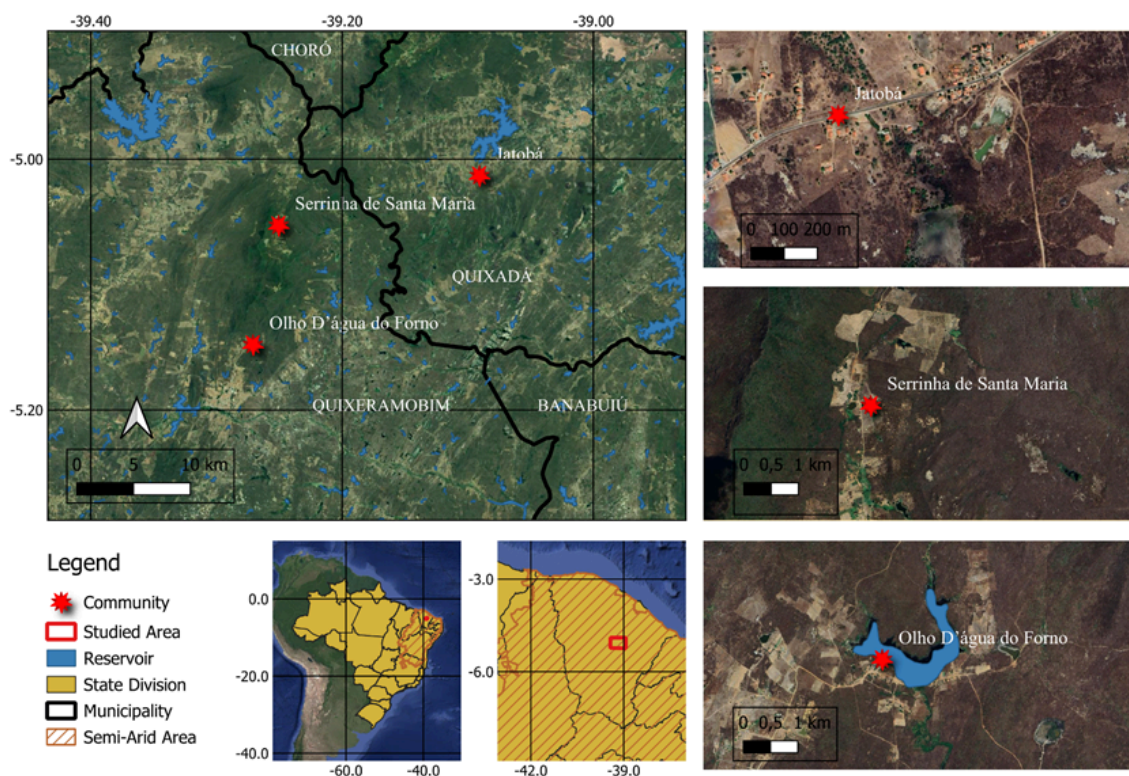 -39.40
-39.20
-39.00
CHORÓ
-5.00
Jatobá
Serrinha de Santa Maria
QUIXADÁ
Olho D'água do Forno
-5.20
QUIXERAMOBIM
BANABUIÚ
0 5 10 km
Jatobá
0 100 200 m
Serrinha de Santa Maria
0 0,5 1 km
Olho D'água do Forno
0 0,5 1 km
Legend
Community
Studied Area
Reservoir
State Division
Municipality
Semi-Arid Area
0.0
-20.0
-40.0
-60.0
-40.0
-3.0
-6.0
-42.0
-39.0